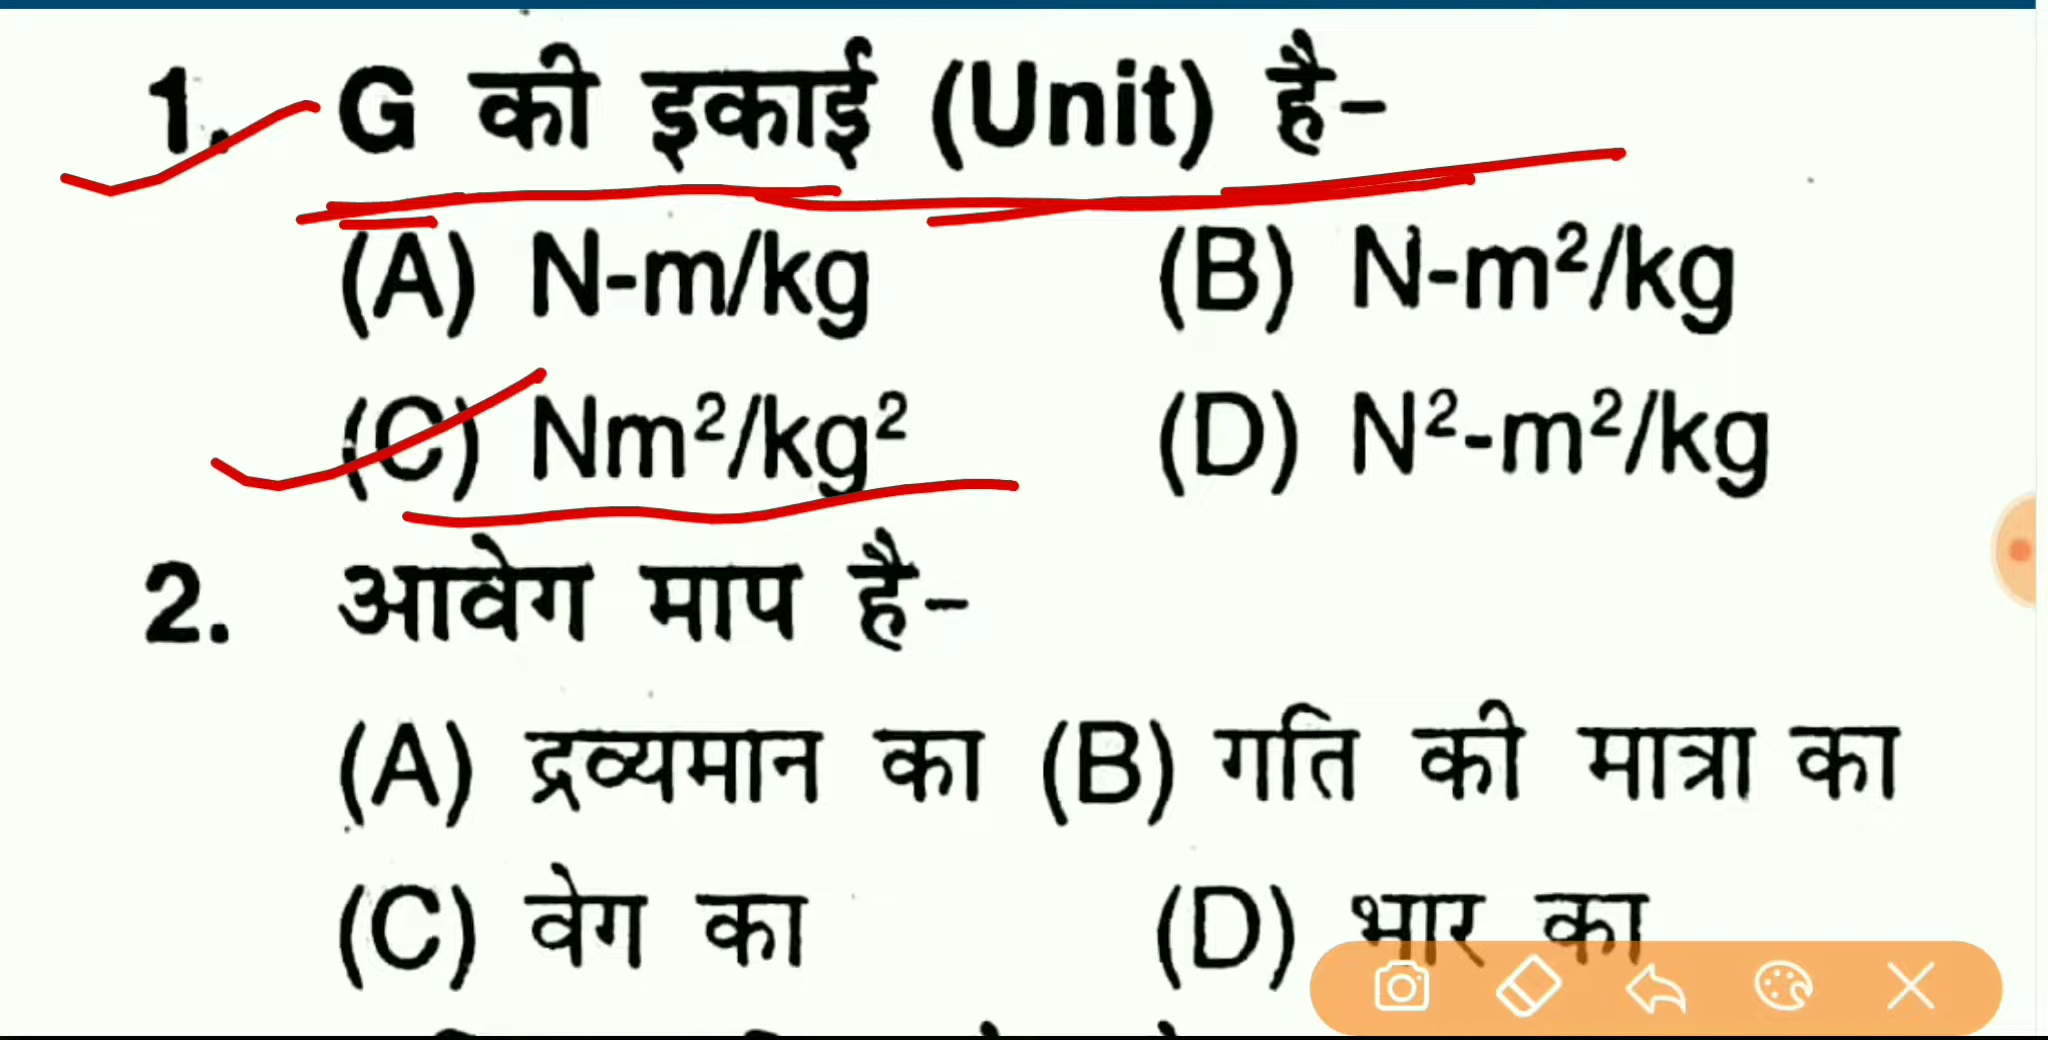 1. G की इकाई (Unit) है-
(A) N-m/kg (B) N-m²/kg
(C) Nm²/kg² (D) N²-m²/kg
2. आवेग माप है-
(A) द्रव्यमान का (B) गति की मात्रा का
(C) वेग का (D) भार का